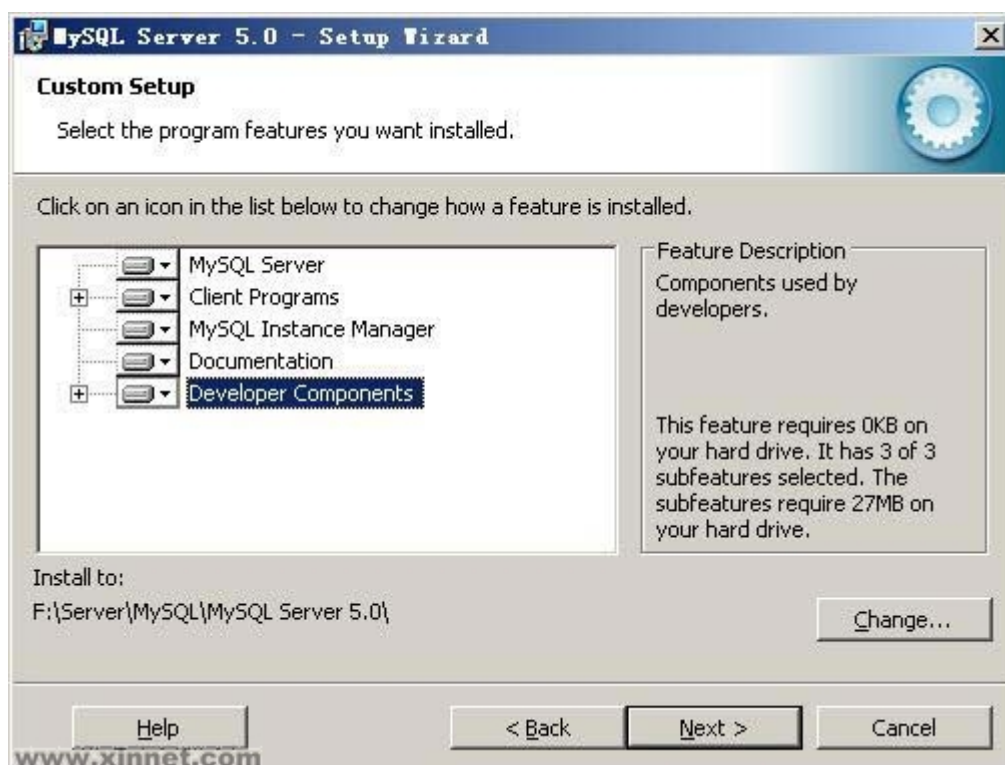 MySQL Server 5.0 - Setup Wizard
Custom Setup
Select the program features you want installed.
Click on an icon in the list below to change how a feature is installed.
MySQL Server
Client Programs
MySQL Instance Manager
Documentation
Developer Components
Feature Description
Components used by
developers.
This feature requires 0KB on
your hard drive. It has 3 of 3
subfeatures selected. The
subfeatures require 27MB on
your hard drive.
Install to:
F:\Server\MySQL\MySQL Server 5.0\
Change...
Help
< Back
Next >
Cancel
www.xinnet.com